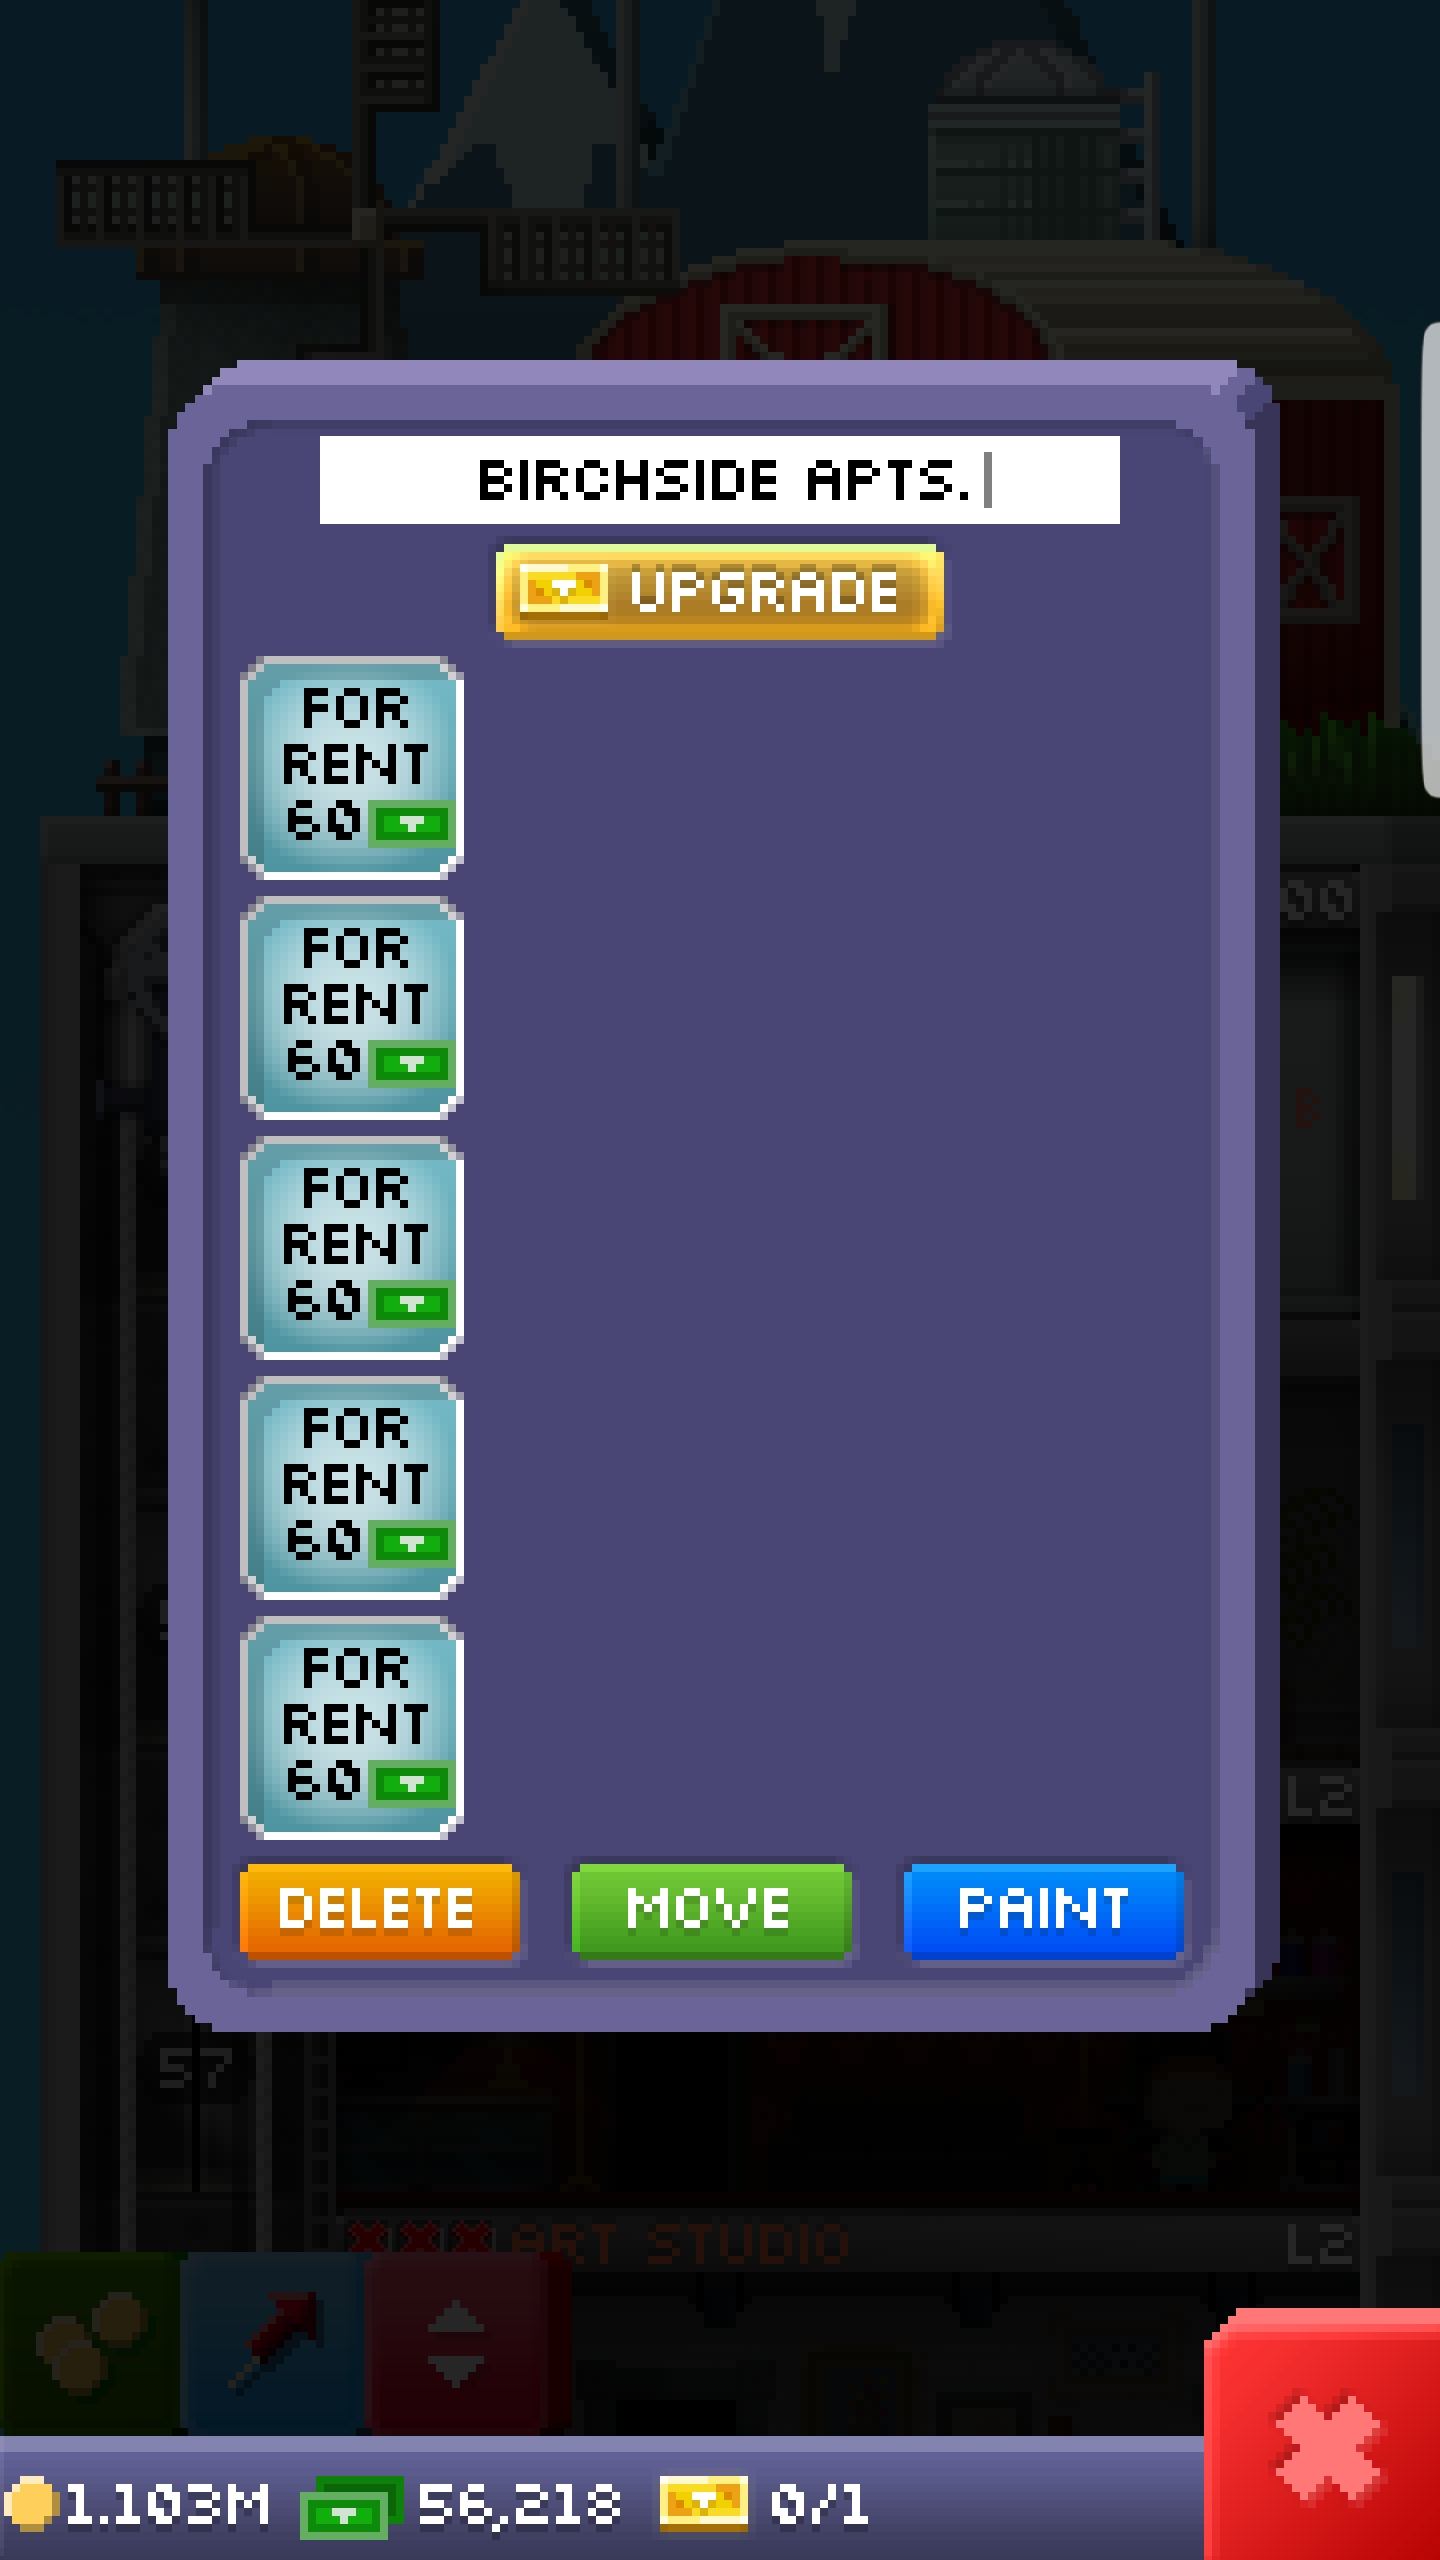 BIRCHSIDE APTS.
UPGRADE
FOR
RENT
60
FOR
RENT
60
FOR
RENT
60
FOR
RENT
60
FOR
RENT
60
DELETE MOVE PAINT
00
B
L2
57
ART STUDIO L2
1.103M 56,218 0/1